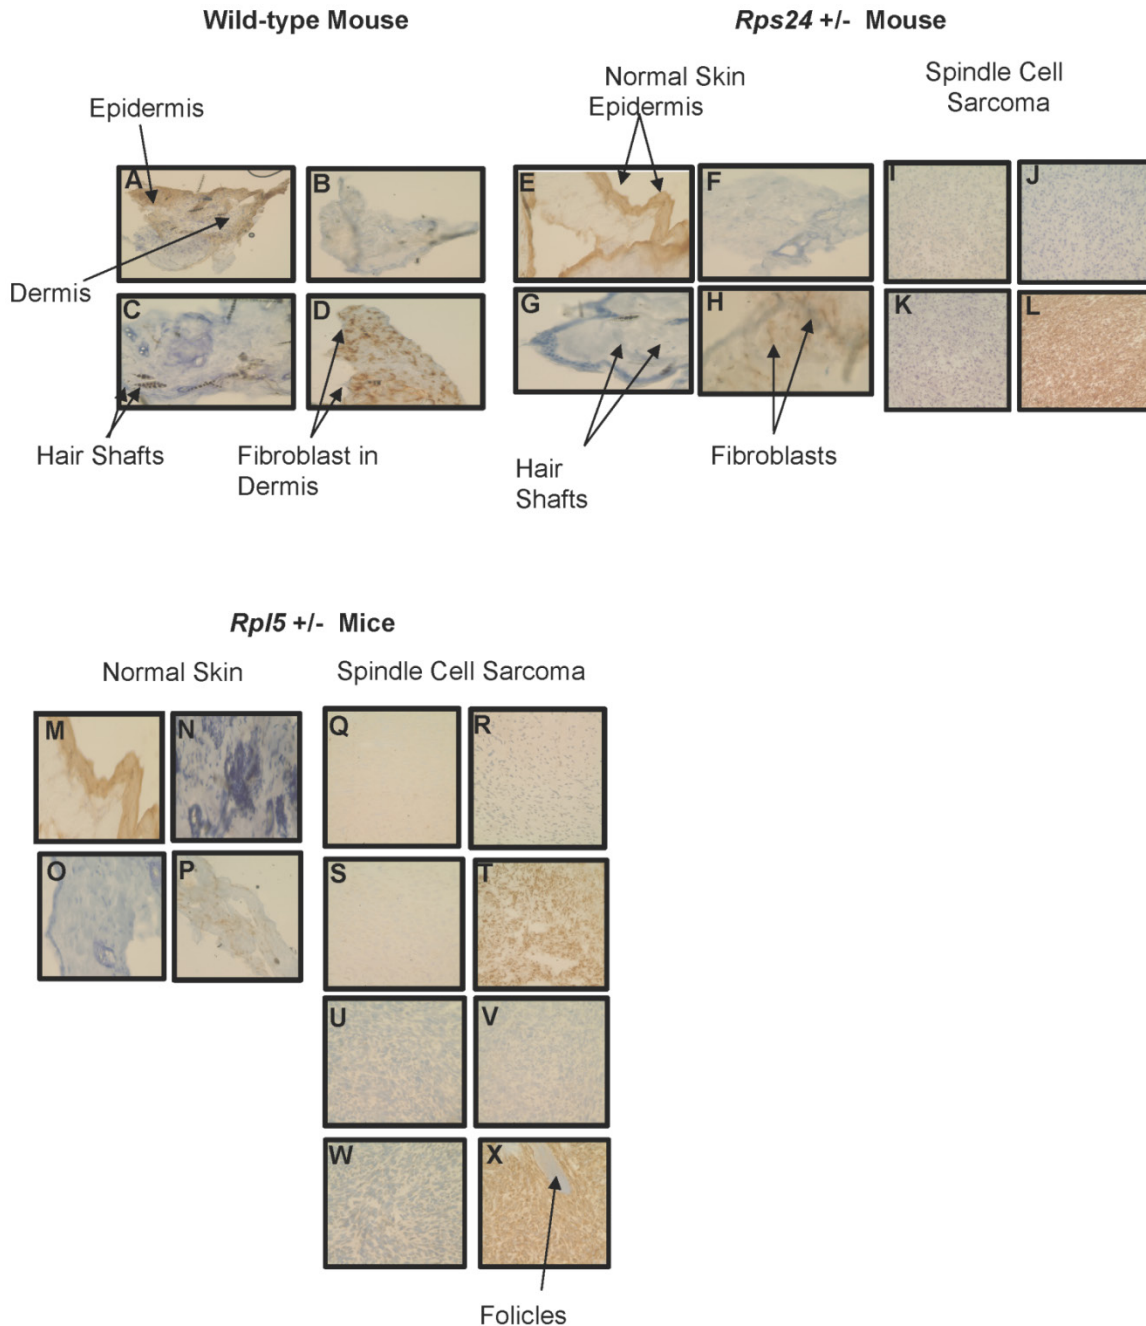 Wild-type Mouse
Rps24 +/- Mouse
Epidermis
Normal Skin
Epidermis
Spindle Cell
Sarcoma
A
B
E
F
I
J
Dermis
C
D
G
H
K
L
Hair Shafts
Fibroblast in
Dermis
Hair
Shafts
Fibroblasts
Rpl5 +/- Mice
Normal Skin
Spindle Cell Sarcoma
M
N
Q
R
O
P
S
T
U
V
W
X
Folicles